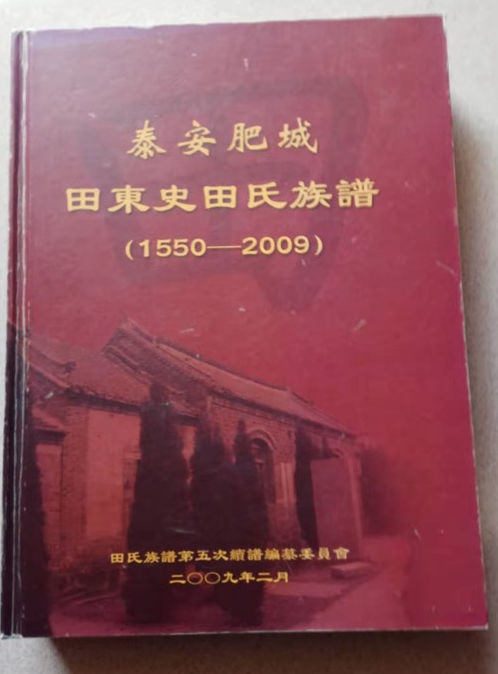 泰安肥城
田東史田氏族譜
(1550—2009)
田氏族譜第五次續譜編纂委員會
二〇〇九年二月